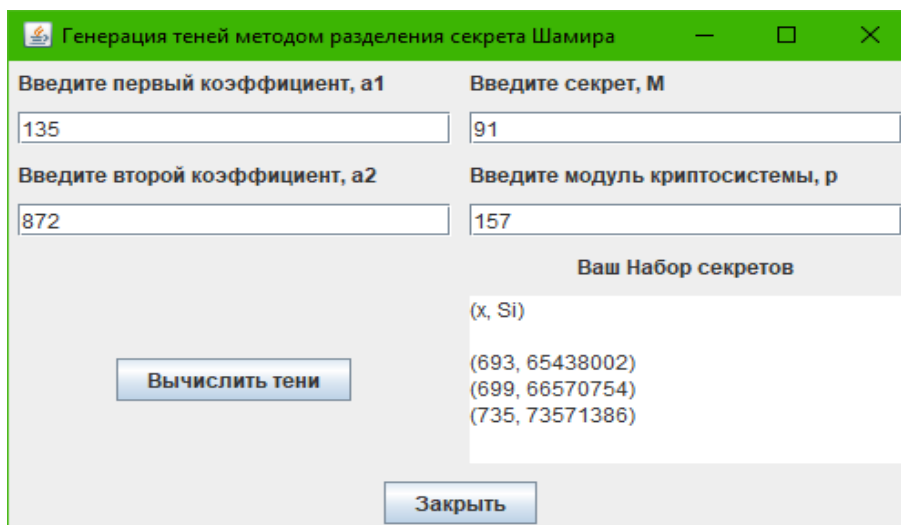 Генерация теней методом разделения секрета Шамира
Введите первый коэффициент, a1
Введите секрет, M
135
91
Введите второй коэффициент, a2
Введите модуль криптосистемы, p
872
157
Ваш Набор секретов
(x, Si)
(693, 65438002)
(699, 66570754)
(735, 73571386)
Вычислить тени
Закрыть